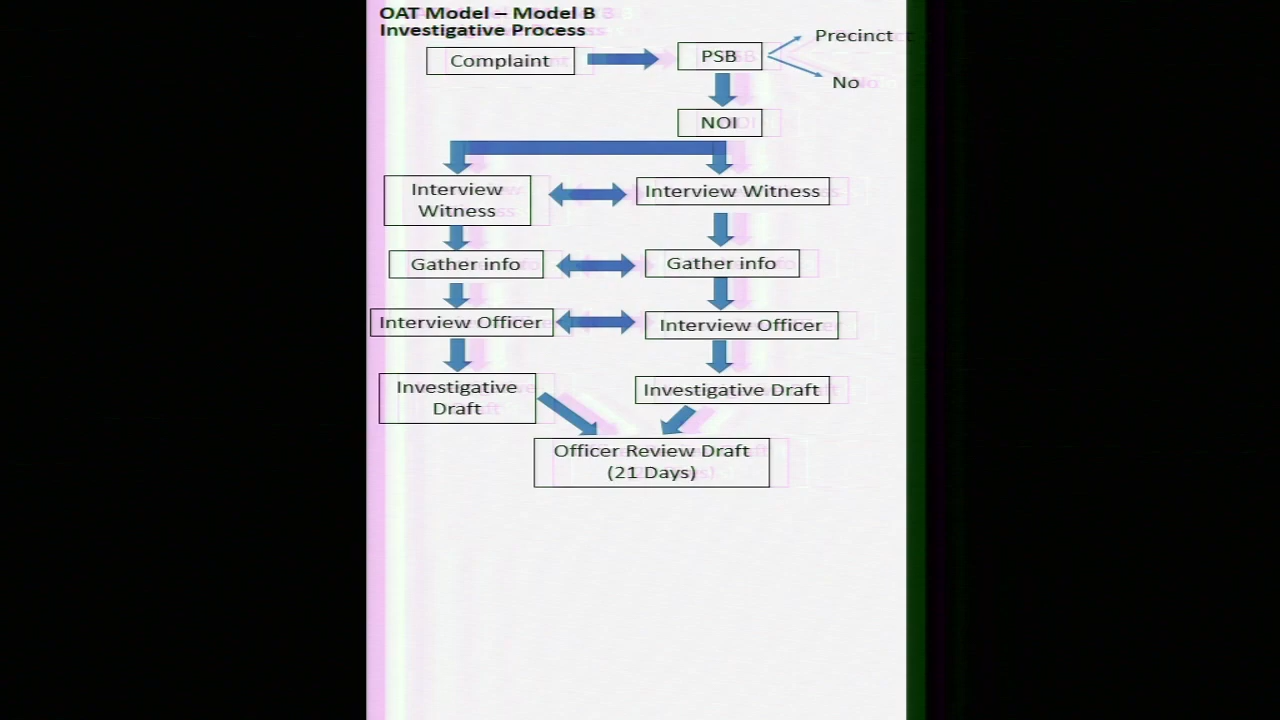 OAT Model – Model B
Investigative Process
Precinct
Complaint
PSB
No
NOI
Interview
Witness
Interview Witness
Gather info
Gather info
Interview Officer
Interview Officer
Investigative
Draft
Investigative Draft
Officer Review Draft
(21 Days)